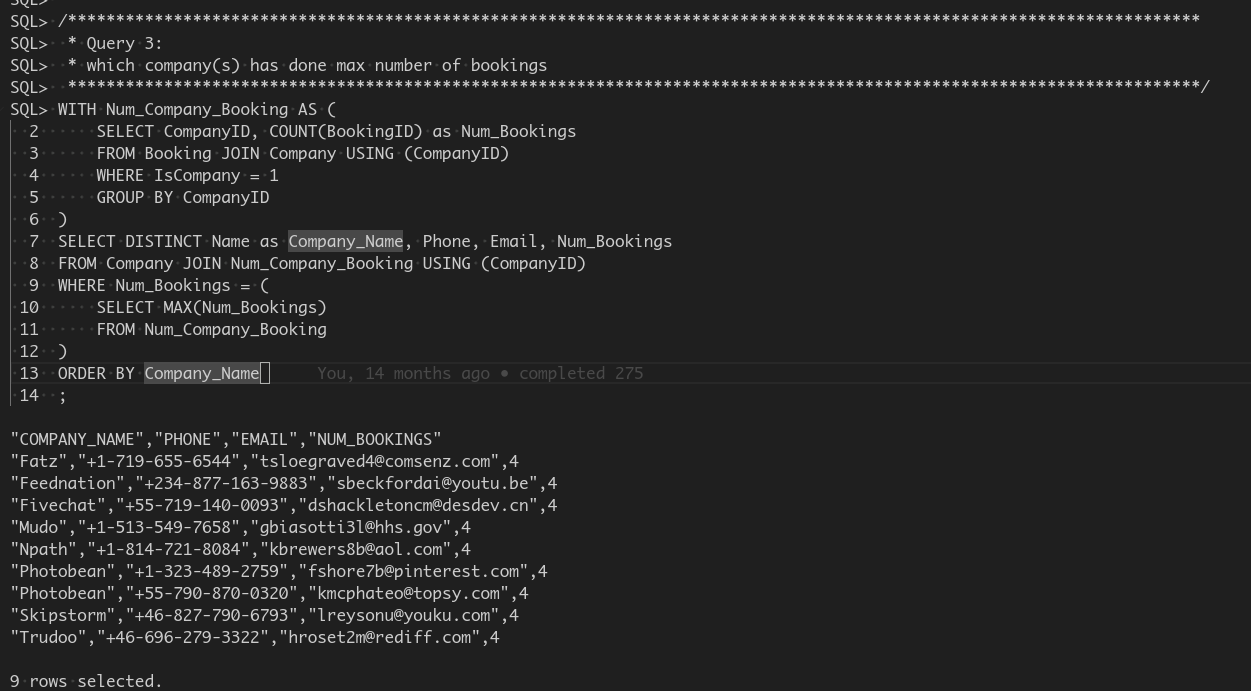 SQL>
SQL> /**********************************************************************************************************************
SQL>  * Query 3:
SQL>  * which company(s) has done max number of bookings
SQL>  **********************************************************************************************************************/
SQL> WITH Num_Company_Booking AS (
  2      SELECT CompanyID, COUNT(BookingID) as Num_Bookings
  3      FROM Booking JOIN Company USING (CompanyID)
  4      WHERE IsCompany = 1
  5      GROUP BY CompanyID
  6  )
  7  SELECT DISTINCT Name as Company_Name, Phone, Email, Num_Bookings
  8  FROM Company JOIN Num_Company_Booking USING (CompanyID)
  9  WHERE Num_Bookings = (
 10      SELECT MAX(Num_Bookings)
 11      FROM Num_Company_Booking
 12  )
 13  ORDER BY Company_Name You, 14 months ago • completed 275
 14  ;
"COMPANY_NAME","PHONE","EMAIL","NUM_BOOKINGS"
"Fatz","+1-719-655-6544","tsloegraved4@comsenz.com",4
"Feednation","+234-877-163-9883","sbeckfordai@youtu.be",4
"Fivechat","+55-719-140-0093","dshackletoncm@desdev.cn",4
"Mudo","+1-513-549-7658","gbiasotti3l@hhs.gov",4
"Npath","+1-814-721-8084","kbrewers8b@aol.com",4
"Photobean","+1-323-489-2759","fshore7b@pinterest.com",4
"Photobean","+55-790-870-0320","kmcphateo@topsy.com",4
"Skipstorm","+46-827-790-6793","lreysonu@youku.com",4
"Trudoo","+46-696-279-3322","hroset2m@rediff.com",4
9 rows selected.